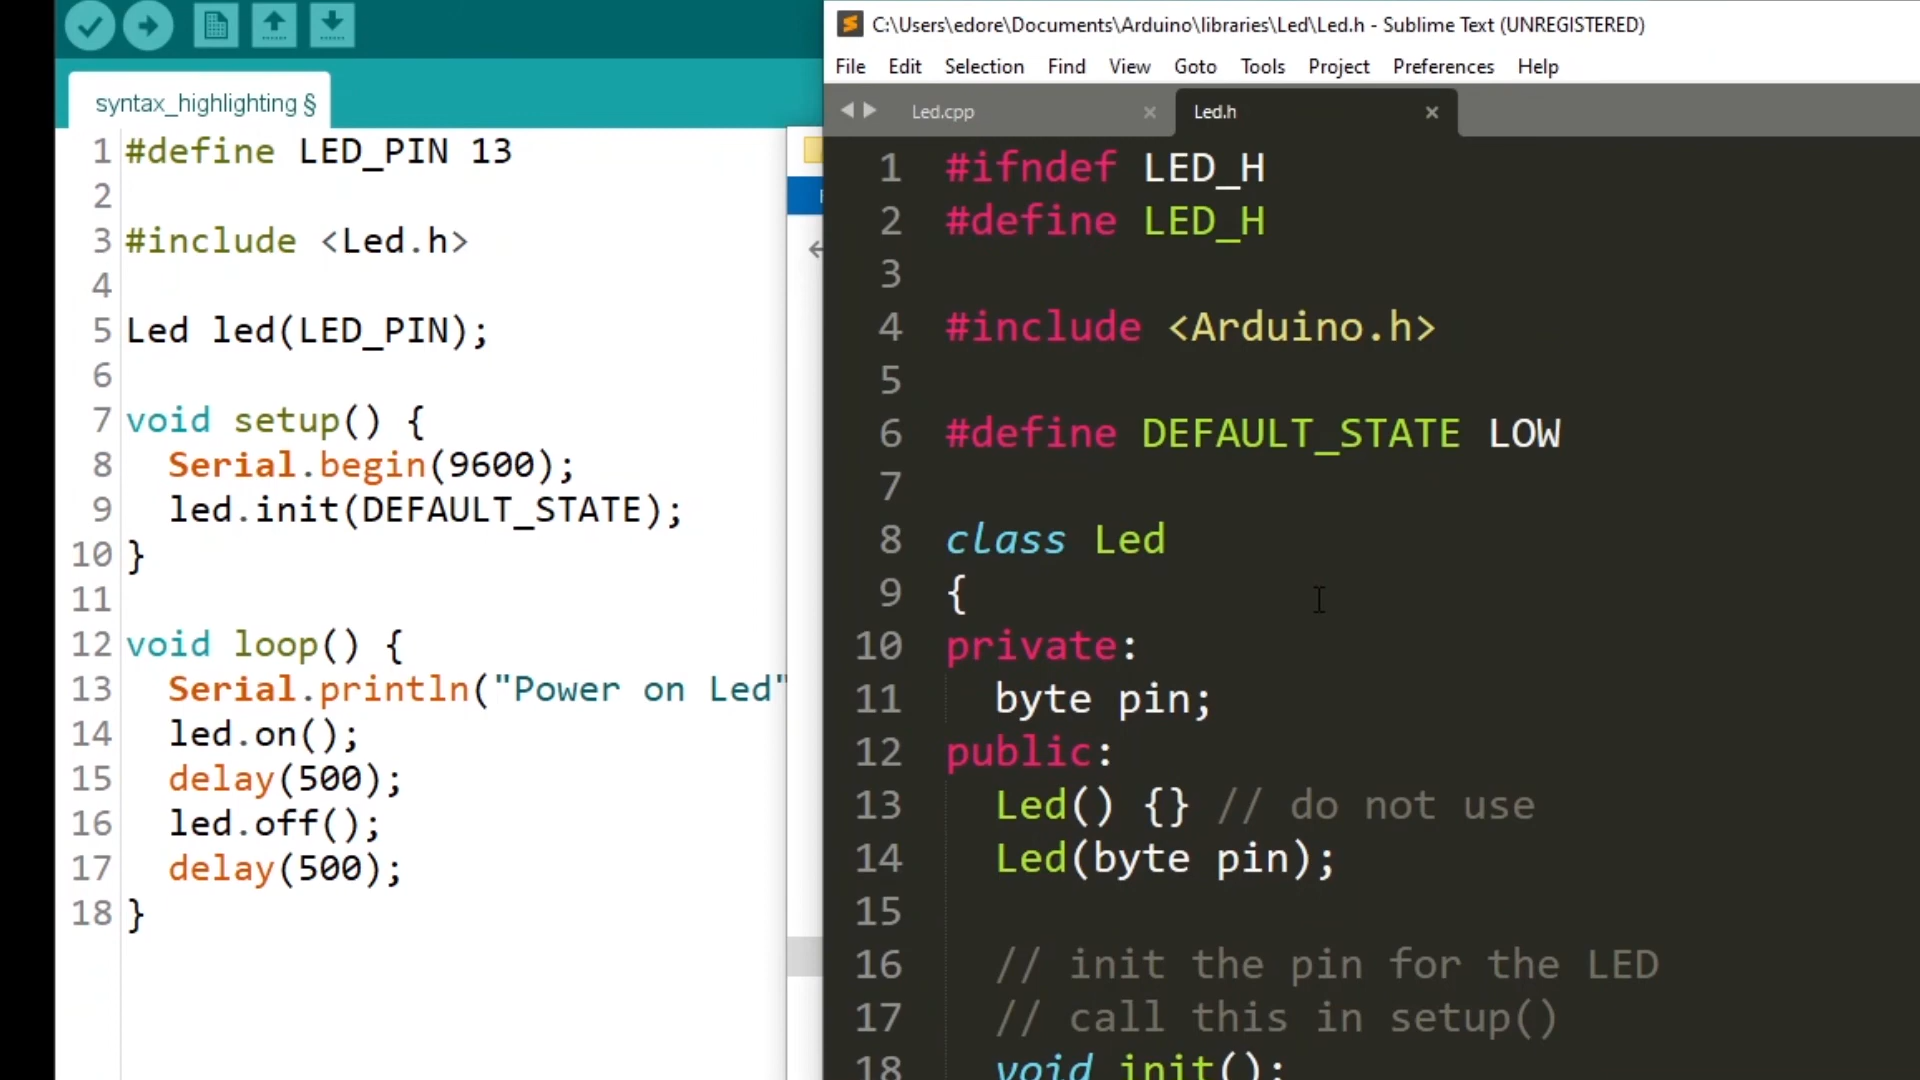 syntax_highlighting §
1 #define LED_PIN 13
2
3 #include <Led.h>
4
5 Led led(LED_PIN);
6
7 void setup() {
8 Serial.begin(9600);
9 led.init(DEFAULT_STATE);
10 }
11
12 void loop() {
13 Serial.println("Power on Led"
14 led.on();
15 delay(500);
16 led.off();
17 delay(500);
18 }
C:\Users\edore\Documents\Arduino\libraries\Led\Led.h - Sublime Text (UNREGISTERED)
File Edit Selection Find View Goto Tools Project Preferences Help
Led.cpp × Led.h ×
1 #ifndef LED_H
2 #define LED_H
3
4 #include <Arduino.h>
5
6 #define DEFAULT_STATE LOW
7
8 class Led
9 {
10 private:
11 byte pin;
12 public:
13 Led() {} // do not use
14 Led(byte pin);
15
16 // init the pin for the LED
17 // call this in setup()
18 void init();